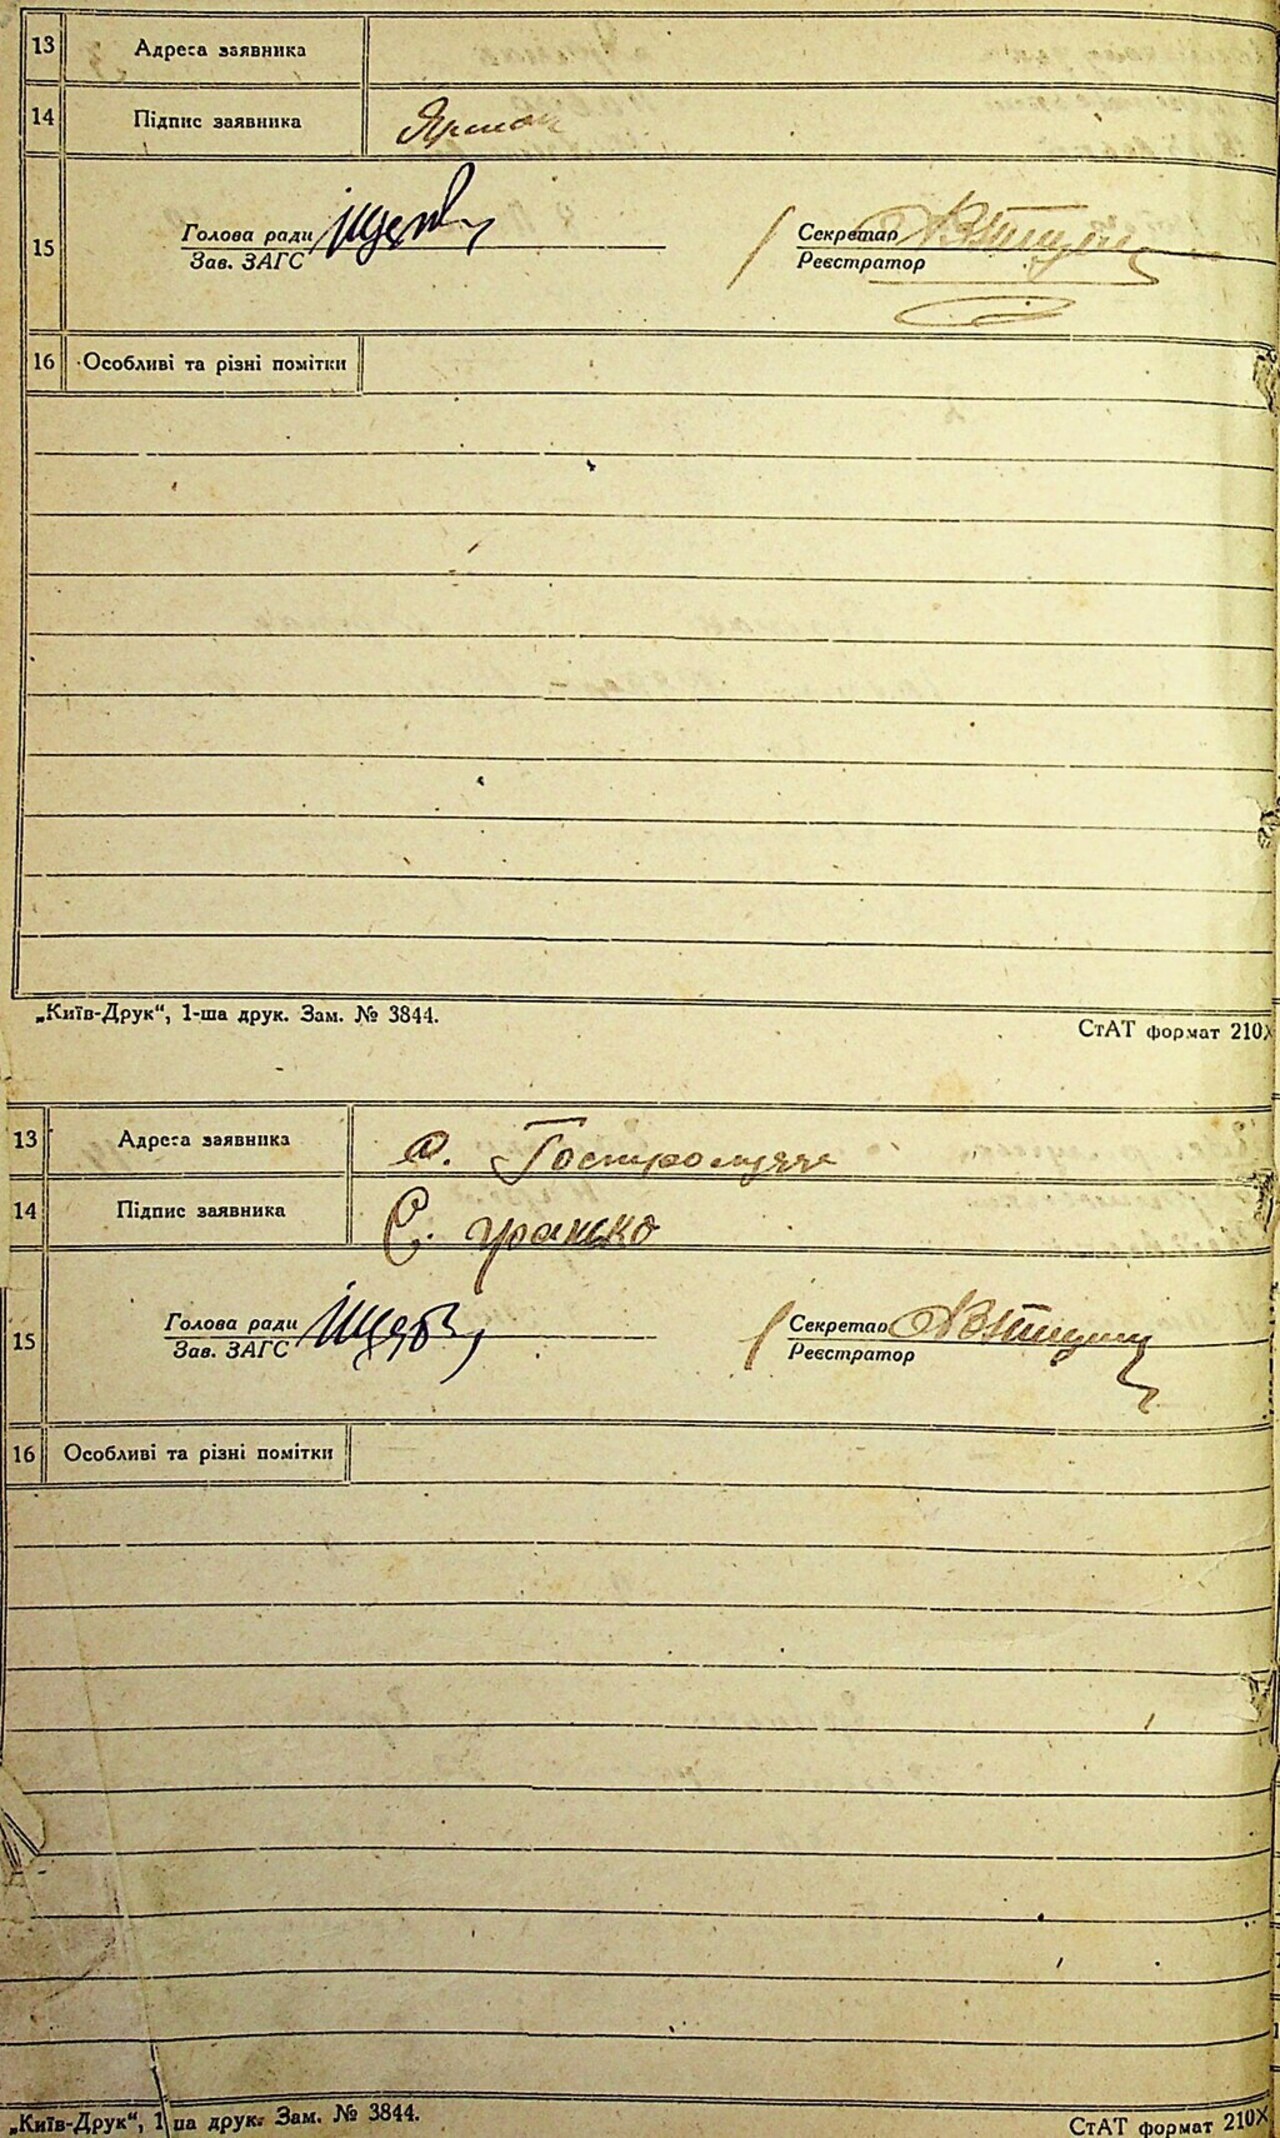 13 Адреса заявника
14 Підпис заявника
15 Голова ради Секретар
Зав. ЗАГС Реєстратор
16 Особливі та різні помітки
„Київ-Друк“, 1-ша друк. Зам. № 3844.
СтАТ формат 210×
13 Адреса заявника с. Гостролуччя
14 Підпис заявника
15 Голова ради Секретар
Зав. ЗАГС Реєстратор
16 Особливі та різні помітки
„Київ-Друк“, 1 ша друк. Зам. № 3844.
СтАТ формат 210×